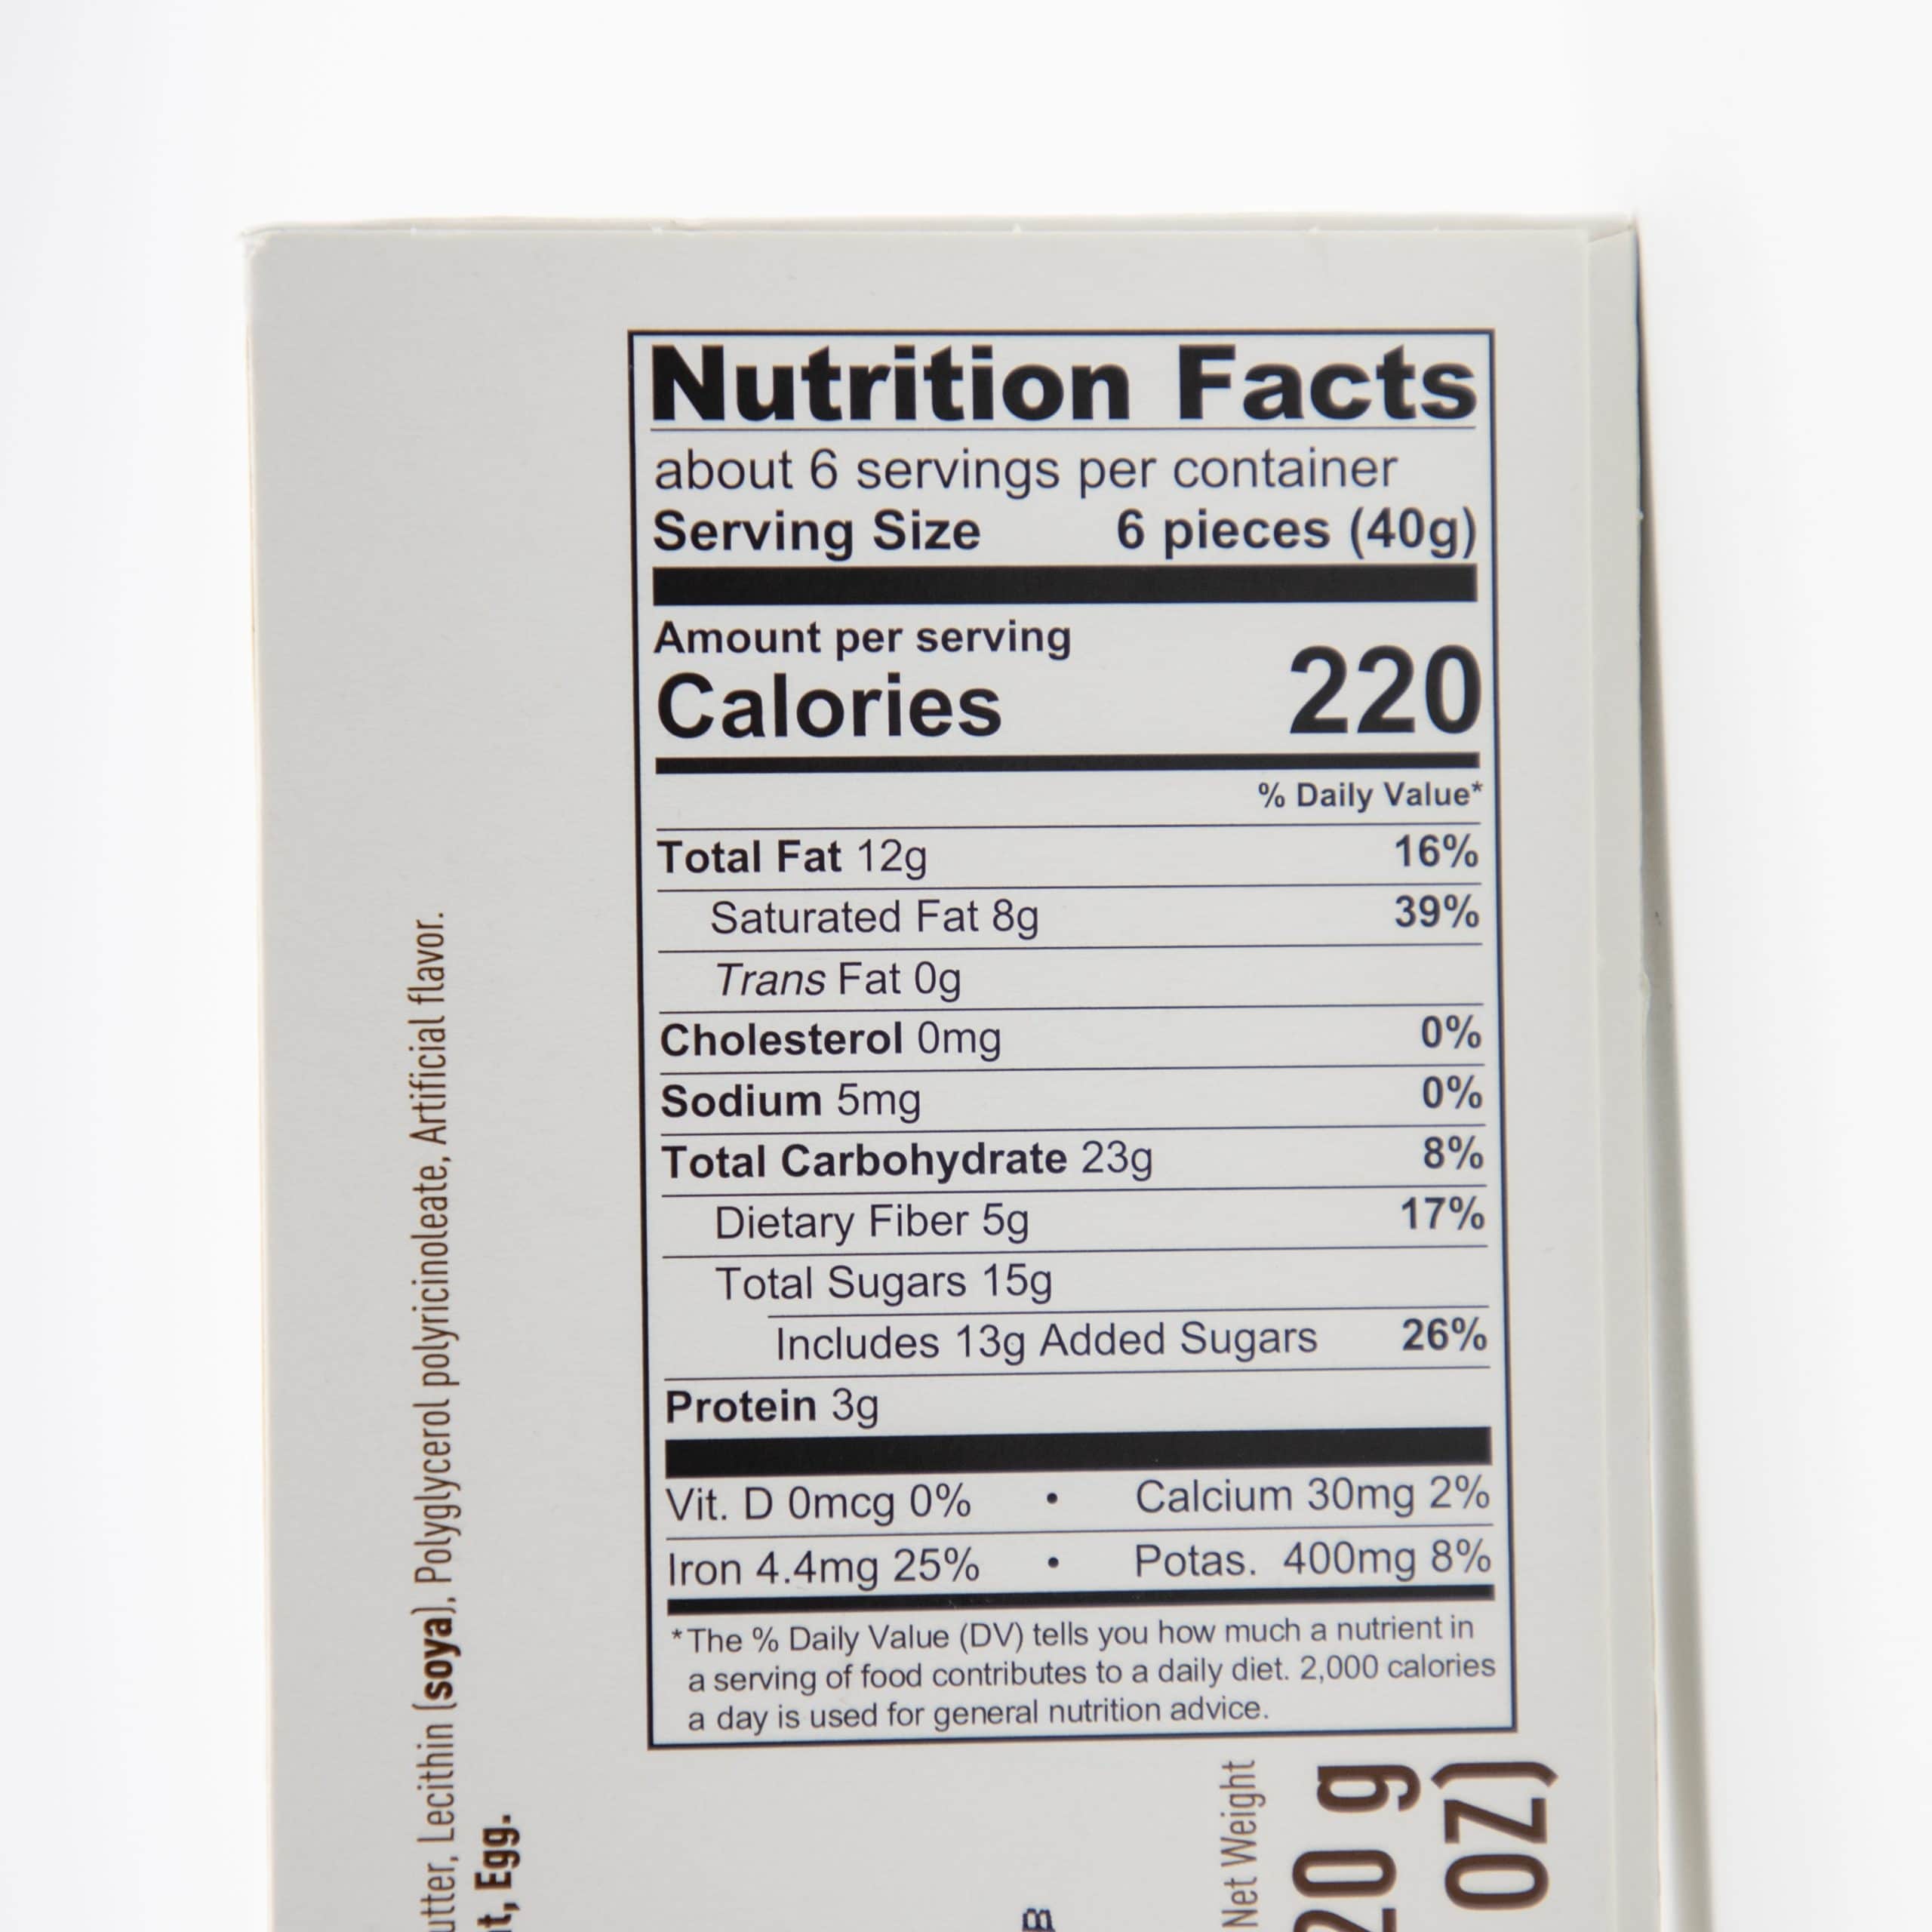 Nutrition Facts
about 6 servings per container
Serving Size 6 pieces (40g)
Amount per serving
Calories 220
% Daily Value*
Total Fat 12g 16%
Saturated Fat 8g 39%
Trans Fat 0g
Cholesterol 0mg 0%
Sodium 5mg 0%
Total Carbohydrate 23g 8%
Dietary Fiber 5g 17%
Total Sugars 15g
Includes 13g Added Sugars 26%
Protein 3g
Vit. D 0mcg 0% • Calcium 30mg 2%
Iron 4.4mg 25% • Potas. 400mg 8%
*The % Daily Value (DV) tells you how much a nutrient in
a serving of food contributes to a daily diet. 2,000 calories
a day is used for general nutrition advice.
Lecithin (soya), Polyglycerol polyricinoleate, Artificial flavor.
Egg.
Net Weight
20 g
OZ)